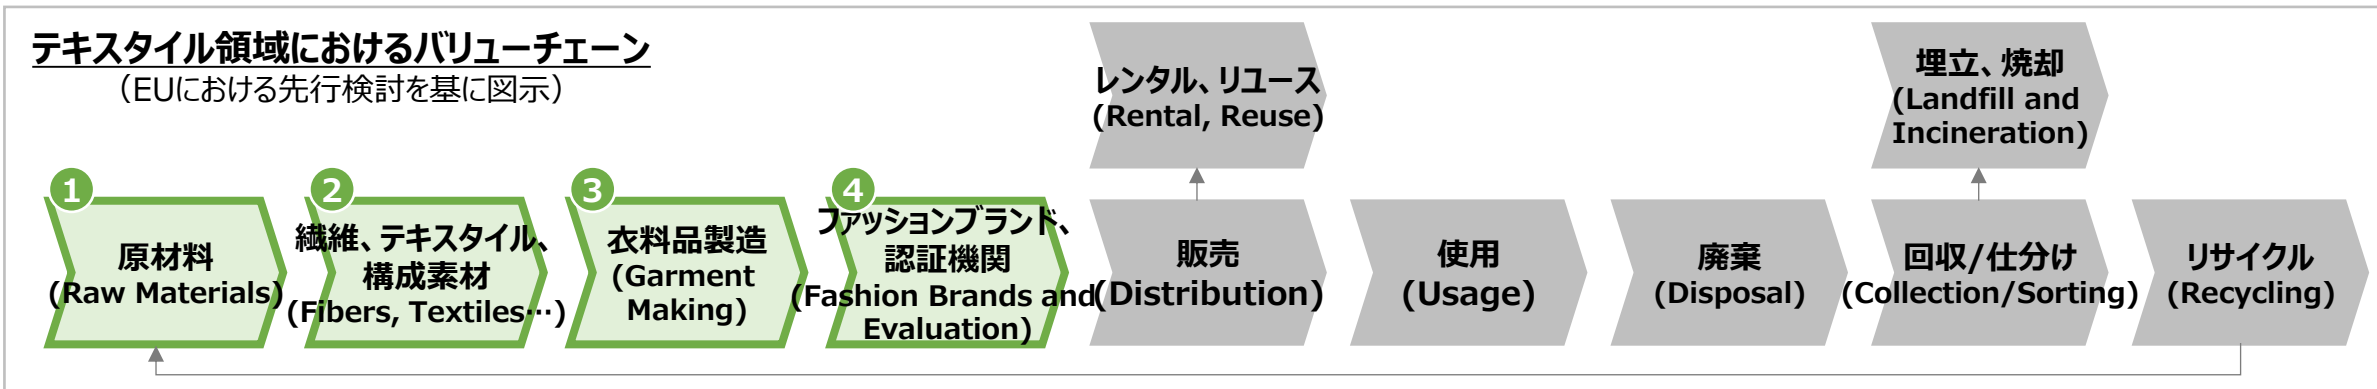 テキスタイル領域におけるバリューチェーン
（EUにおける先行検討を基に図示）
レンタル、リユース
(Rental, Reuse)
埋立、焼却
(Landfill and
Incineration)
1
原材料
(Raw Materials)
2
繊維、テキスタイル、
構成素材
(Fibers, Textiles…)
3
衣料品製造
(Garment
Making)
4
ファッションブランド、
認証機関
(Fashion Brands and
Evaluation)
販売
(Distribution)
使用
(Usage)
廃棄
(Disposal)
回収/仕分け
(Collection/Sorting)
リサイクル
(Recycling)